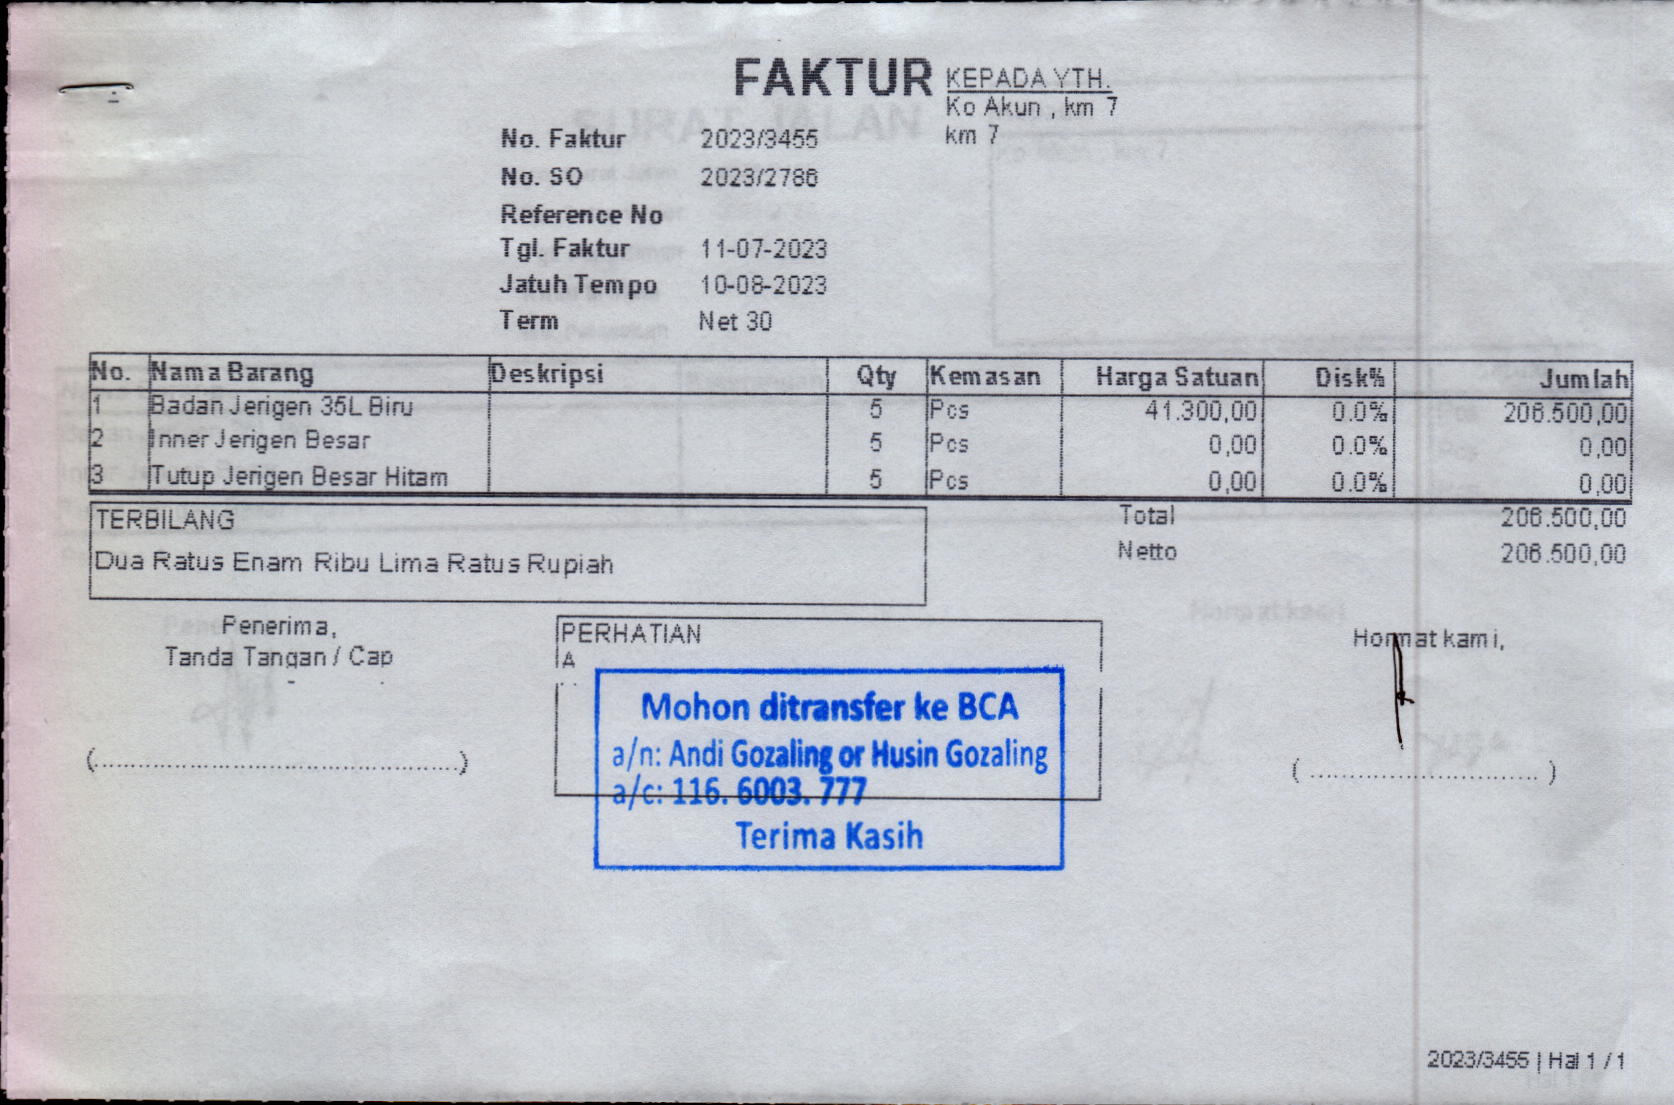 FAKTUR
KEPADA YTH.
Ko Akun , km 7
km 7
No. Faktur 2023/3455
No. SO 2023/2786
Reference No
Tgl. Faktur 11-07-2023
Jatuh Tempo 10-08-2023
Term Net 30
No. Nama Barang Deskripsi Qty Kemasan Harga Satuan Disk% Jumlah
1 Badan Jerigen 35L Biru 5 Pcs 41.300,00 0.0% 206.500,00
2 Inner Jerigen Besar 5 Pcs 0,00 0.0% 0,00
3 Tutup Jerigen Besar Hitam 5 Pcs 0,00 0.0% 0,00
TERBILANG
Dua Ratus Enam Ribu Lima Ratus Rupiah
Total 206.500,00
Netto 206.500,00
Penerima,
Tanda Tangan / Cap
(........................................................)
PERHATIAN
A
Mohon ditransfer ke BCA
a/n: Andi Gozaling or Husin Gozaling
a/c: 116. 6003. 777
Terima Kasih
Hormat kami,
( ................................... )
2023/3455 | Hal 1 / 1